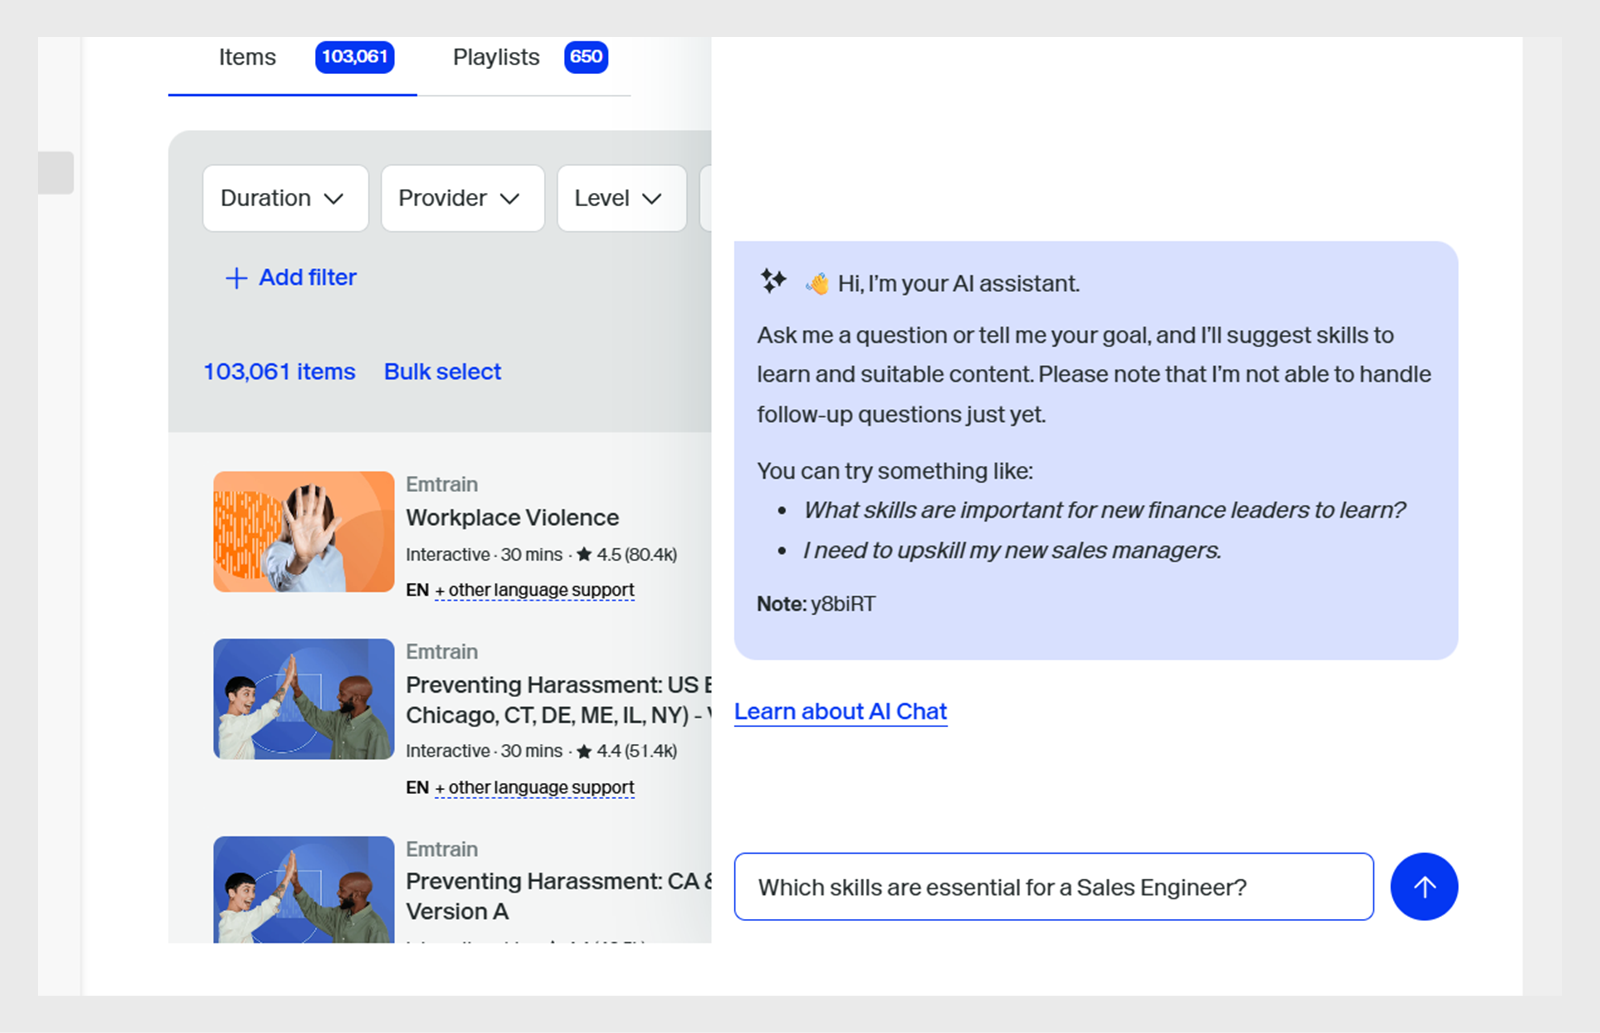 Items 103,061 Playlists 650
Duration Provider Level
Add filter
103,061 items Bulk select
Emtrain
Workplace Violence
Interactive · 30 mins · ★ 4.5 (80.4k)
EN + other language support
Emtrain
Preventing Harassment: US
Chicago, CT, DE, ME, IL, NY) -
Interactive · 30 mins · ★ 4.4 (51.4k)
EN + other language support
Emtrain
Preventing Harassment: CA &
Version A
👋 Hi, I'm your AI assistant.
Ask me a question or tell me your goal, and I'll suggest skills to
learn and suitable content. Please note that I'm not able to handle
follow-up questions just yet.
You can try something like:
• What skills are important for new finance leaders to learn?
• I need to upskill my new sales managers.
Note: y8biRT
Learn about AI Chat
Which skills are essential for a Sales Engineer?